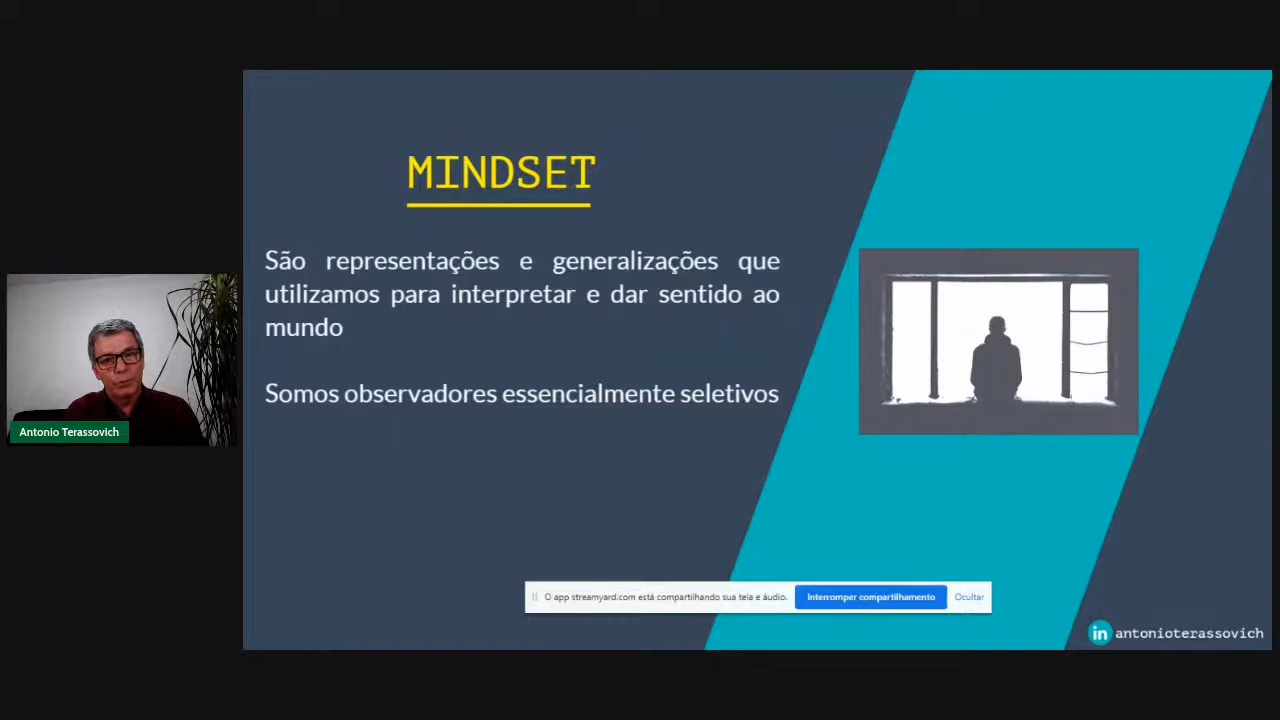 MINDSET
São representações e generalizações que
utilizamos para interpretar e dar sentido ao
mundo
Somos observadores essencialmente seletivos
Antonio Terassovich
O app streamyard.com está compartilhando sua tela e áudio.
Interromper compartilhamento
Ocultar
in antonioterassovich